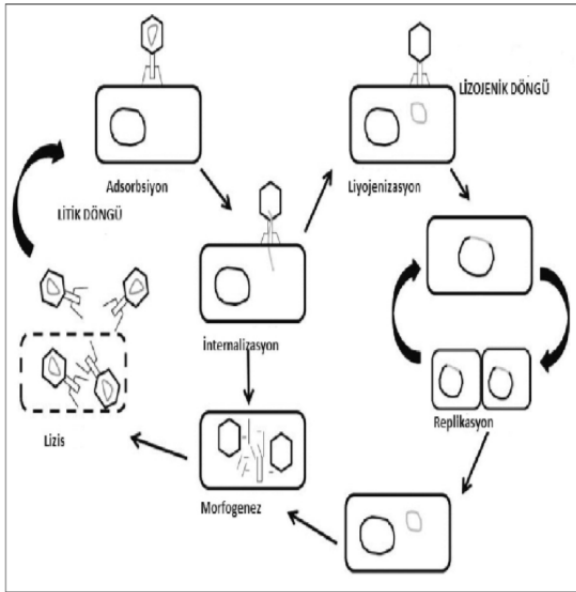 LİZOJENİK DÖNGÜ
Adsorbsiyon
Liyojenizasyon
LİTİK DÖNGÜ
İnternalizasyon
Replikasyon
Lizis
Morfogenez